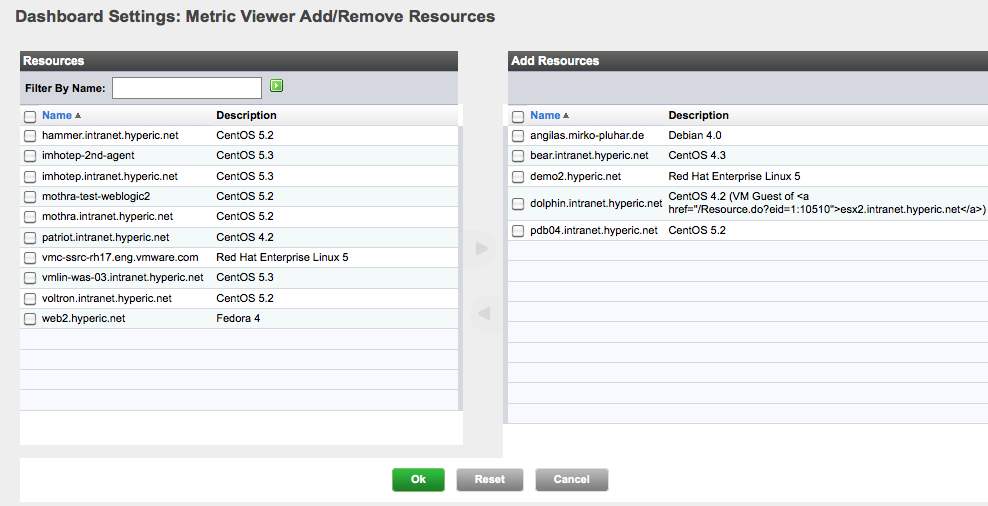 Dashboard Settings: Metric Viewer Add/Remove Resources
Resources
Filter By Name:
Name Description
hammer.intranet.hyperic.net CentOS 5.2
imhotep-2nd-agent CentOS 5.3
imhotep.intranet.hyperic.net CentOS 5.3
mothra-test-weblogic2 CentOS 5.2
mothra.intranet.hyperic.net CentOS 5.2
patriot.intranet.hyperic.net CentOS 4.2
vmc-ssrc-rh17.eng.vmware.com Red Hat Enterprise Linux 5
vmlin-was-03.intranet.hyperic.net CentOS 5.3
voltron.intranet.hyperic.net CentOS 5.2
web2.hyperic.net Fedora 4
Add Resources
Name Description
angilas.mirko-pluhar.de Debian 4.0
bear.intranet.hyperic.net CentOS 4.3
demo2.hyperic.net Red Hat Enterprise Linux 5
dolphin.intranet.hyperic.net CentOS 4.2 (VM Guest of <a
href="/Resource.do?eid=1:10510">esx2.intranet.hyperic.net</a>)
pdb04.intranet.hyperic.net CentOS 5.2
Ok Reset Cancel